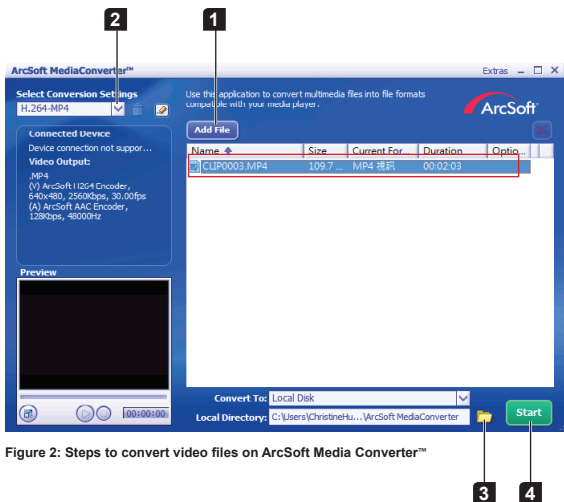 2 1
ArcSoft MediaConverter™ Extras
Select Conversion Settings
H.264-MP4
Use this application to convert multimedia files into file formats
compatible with your media player.
ArcSoft
Connected Device
Device connection not suppor...
Video Output:
.MP4
(V) ArcSoft H264 Encoder,
640x480, 2560Kbps, 30.00fps
(A) ArcSoft AAC Encoder,
128Kbps, 48000Hz
Add File
Name Size Current For... Duration Optio...
CLIP0003.MP4 109.7 ... MP4 視訊 00:02:03
Preview
00:00:00
Convert To: Local Disk
Local Directory: C:\Users\ChristineHu...\ArcSoft MediaConverter
Start
Figure 2: Steps to convert video files on ArcSoft Media Converter™
3 4